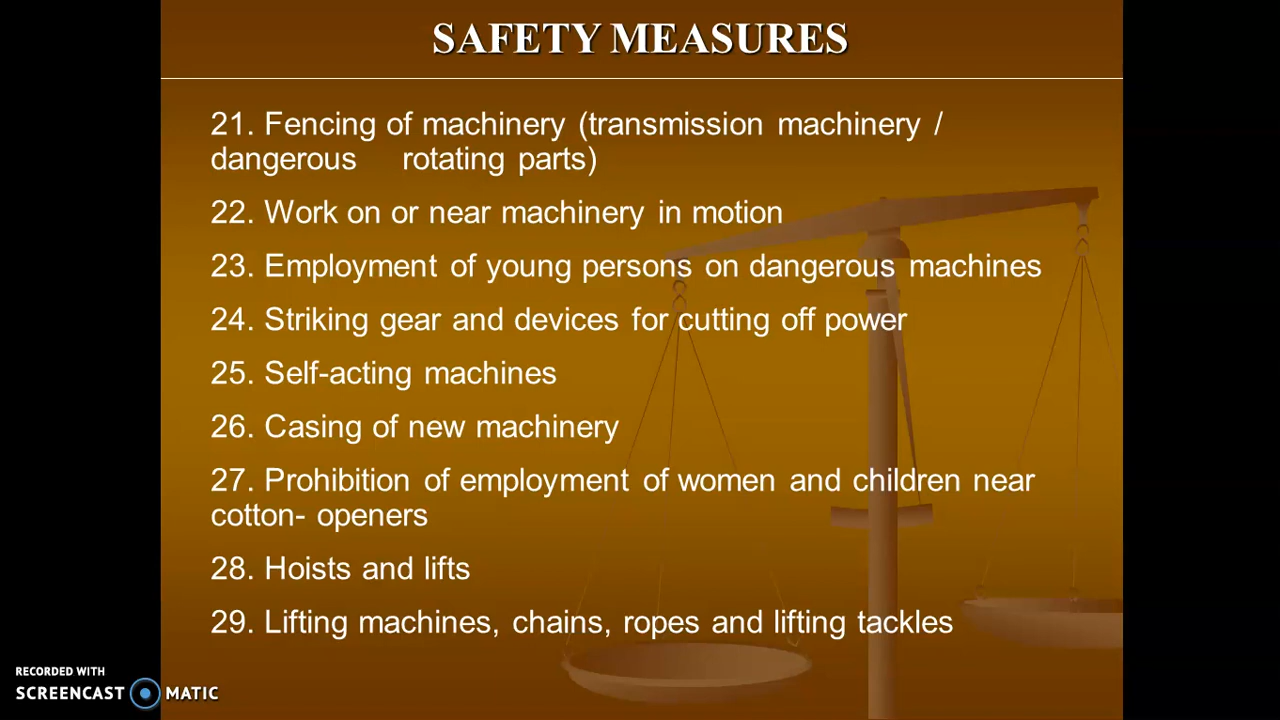 SAFETY MEASURES
21. Fencing of machinery (transmission machinery /
dangerous rotating parts)
22. Work on or near machinery in motion
23. Employment of young persons on dangerous machines
24. Striking gear and devices for cutting off power
25. Self-acting machines
26. Casing of new machinery
27. Prohibition of employment of women and children near
cotton- openers
28. Hoists and lifts
29. Lifting machines, chains, ropes and lifting tackles
RECORDED WITH
SCREENCAST MATIC